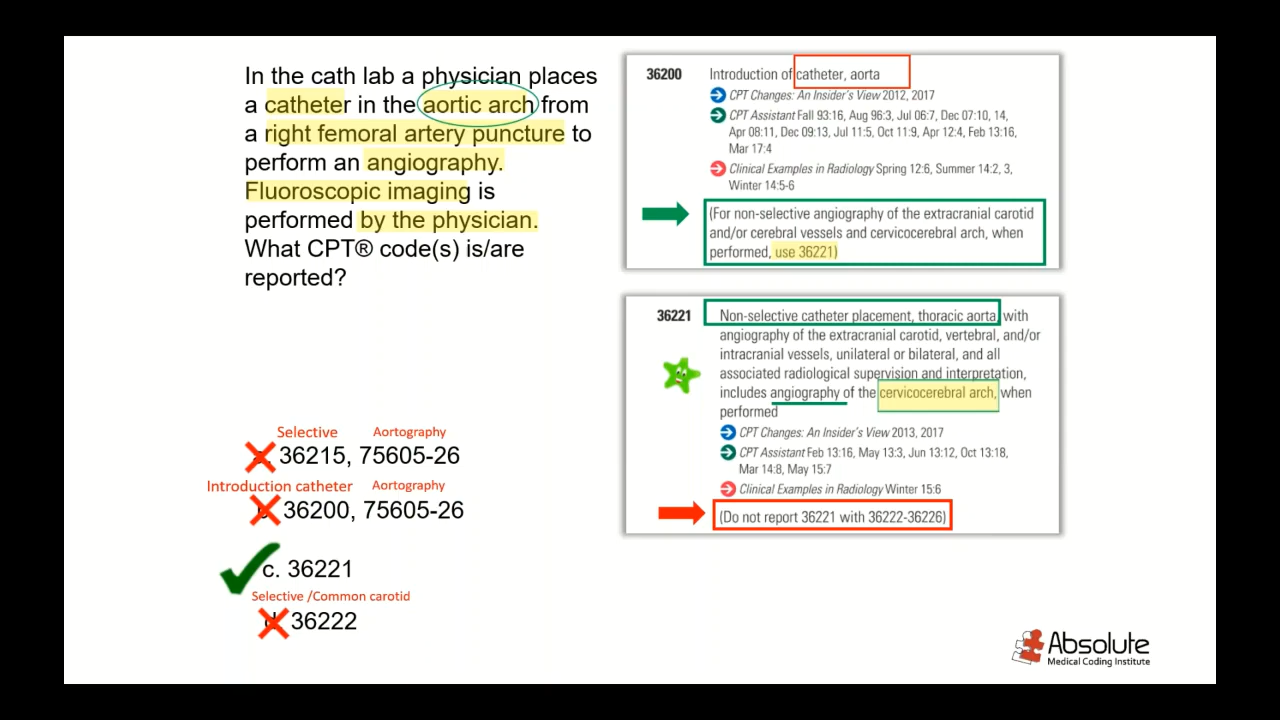 In the cath lab a physician places
a catheter in the aortic arch from
a right femoral artery puncture to
perform an angiography.
Fluoroscopic imaging is
performed by the physician.
What CPT® code(s) is/are
reported?
Selective Aortography
36215, 75605-26
Introduction catheter Aortography
36200, 75605-26
c. 36221
Selective /Common carotid
d. 36222
36200 Introduction of catheter, aorta
CPT Changes: An Insider's View 2012, 2017
CPT Assistant Fall 93:16, Aug 96:3, Jul 06:7, Dec 07:10, 14,
Apr 08:11, Dec 09:13, Jul 11:5, Oct 11:9, Apr 12:4, Feb 13:16,
Mar 17:4
Clinical Examples in Radiology Spring 12:6, Summer 14:2, 3,
Winter 14:5-6
(For non-selective angiography of the extracranial carotid
and/or cerebral vessels and cervicocerebral arch, when
performed, use 36221)
36221 Non-selective catheter placement, thoracic aorta, with
angiography of the extracranial carotid, vertebral, and/or
intracranial vessels, unilateral or bilateral, and all
associated radiological supervision and interpretation,
includes angiography of the cervicocerebral arch, when
performed
CPT Changes: An Insider's View 2013, 2017
CPT Assistant Feb 13:16, May 13:3, Jun 13:12, Oct 13:18,
Mar 14:8, May 15:7
Clinical Examples in Radiology Winter 15:6
(Do not report 36221 with 36222-36226)
Absolute
Medical Coding Institute